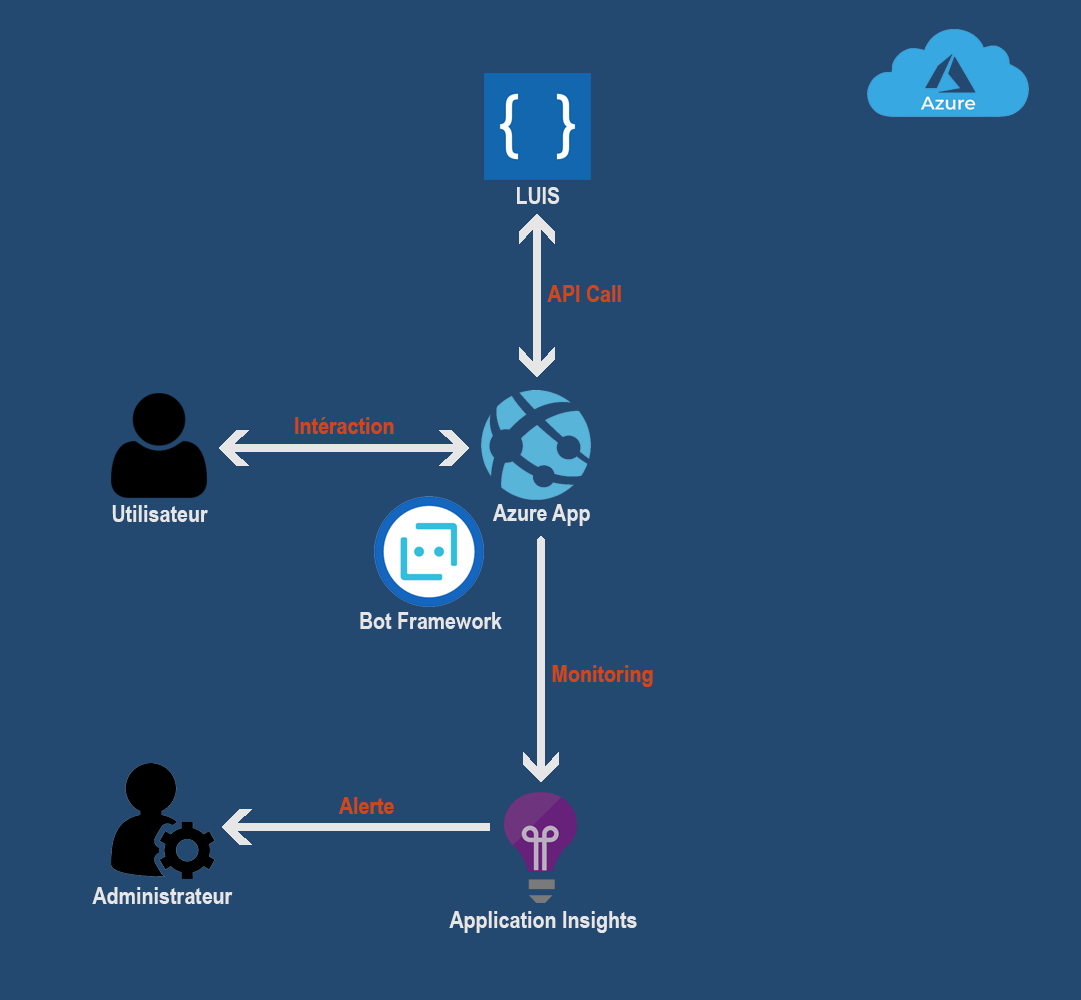 Azure
LUIS
API Call
Intéraction
Utilisateur
Azure App
Bot Framework
Monitoring
Alerte
Administrateur
Application Insights